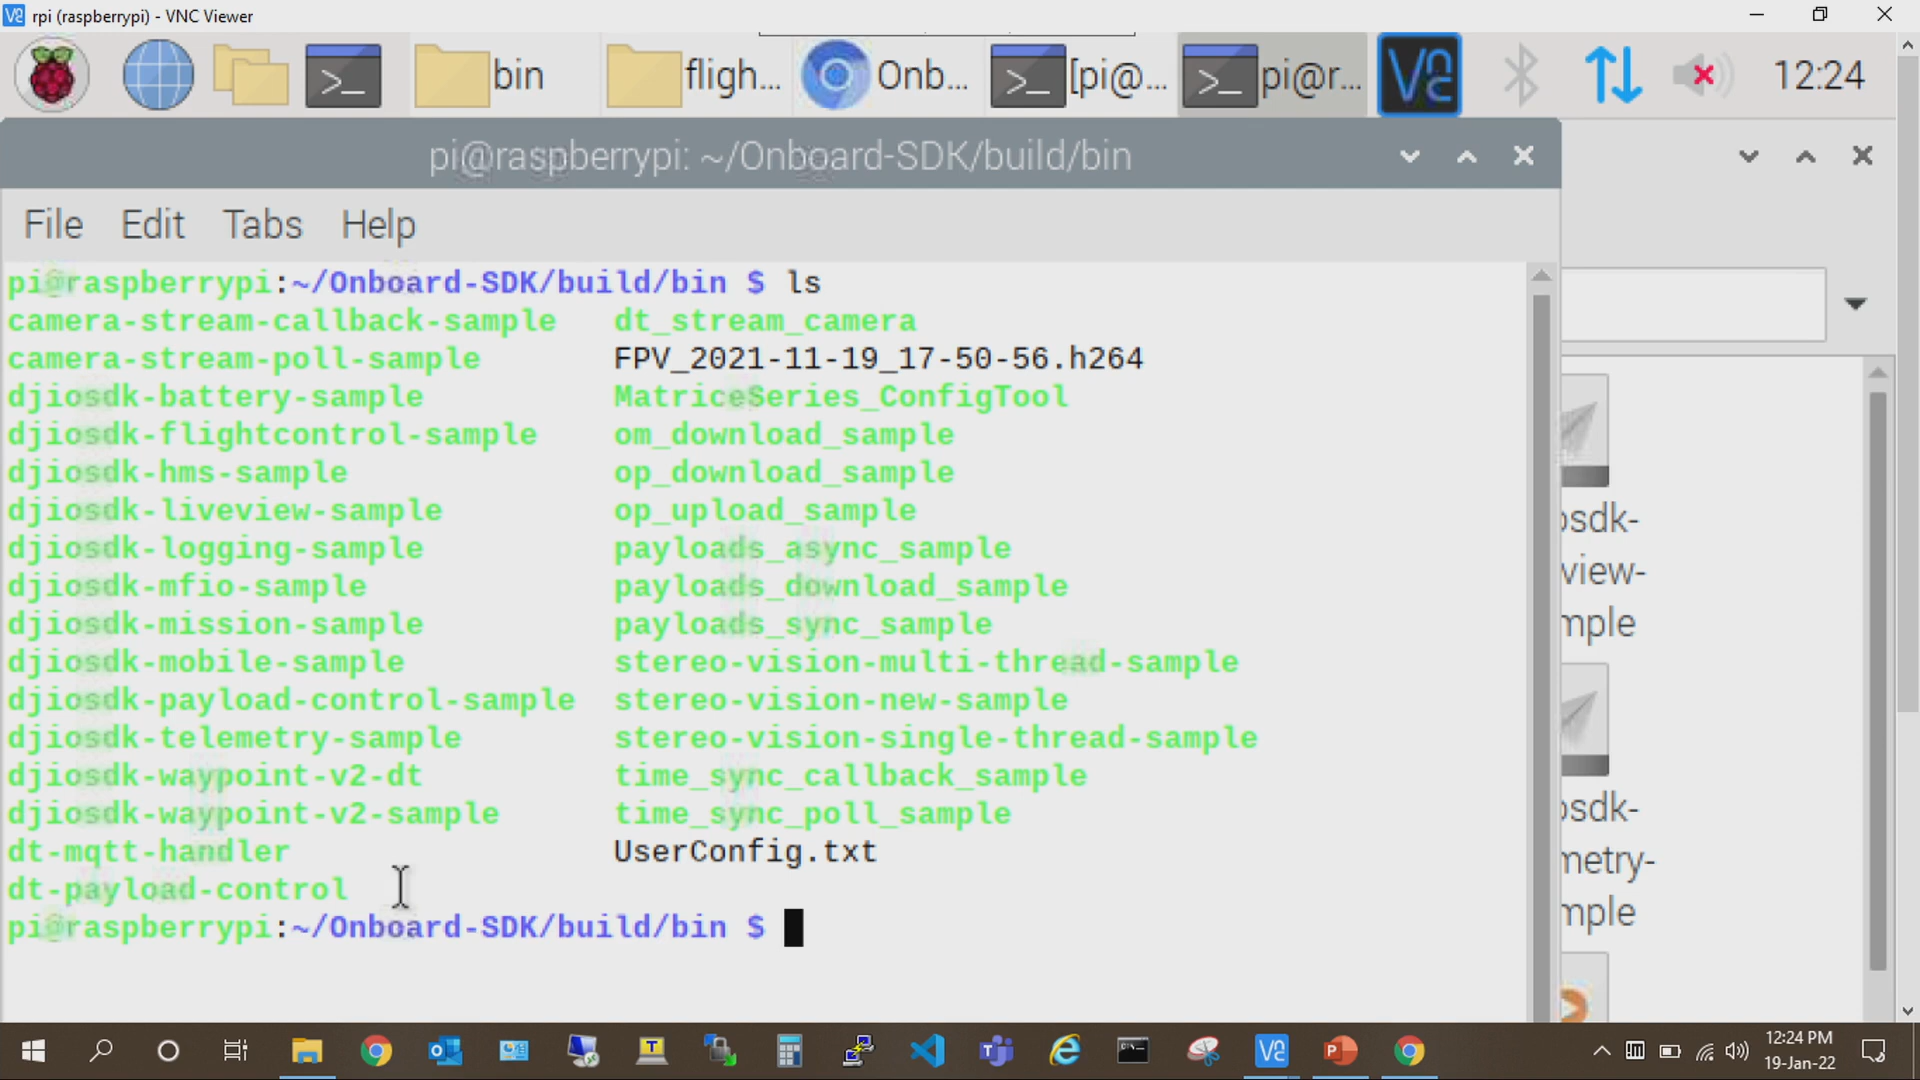 rpi (raspberrypi) - VNC Viewer
bin
fligh...
Onb...
[pi@...
pi@r...
12:24
pi@raspberrypi: ~/Onboard-SDK/build/bin
File Edit Tabs Help
pi@raspberrypi:~/Onboard-SDK/build/bin $ ls
camera-stream-callback-sample dt_stream_camera
camera-stream-poll-sample FPV_2021-11-19_17-50-56.h264
djiosdk-battery-sample MatriceSeries_ConfigTool
djiosdk-flightcontrol-sample om_download_sample
djiosdk-hms-sample op_download_sample
djiosdk-liveview-sample op_upload_sample
djiosdk-logging-sample payloads_async_sample
djiosdk-mfio-sample payloads_download_sample
djiosdk-mission-sample payloads_sync_sample
djiosdk-mobile-sample stereo-vision-multi-thread-sample
djiosdk-payload-control-sample stereo-vision-new-sample
djiosdk-telemetry-sample stereo-vision-single-thread-sample
djiosdk-waypoint-v2-dt time_sync_callback_sample
djiosdk-waypoint-v2-sample time_sync_poll_sample
dt-mqtt-handler UserConfig.txt
dt-payload-control
pi@raspberrypi:~/Onboard-SDK/build/bin $
osdk-
view-
mple
osdk-
metry-
mple
12:24 PM
19-Jan-22